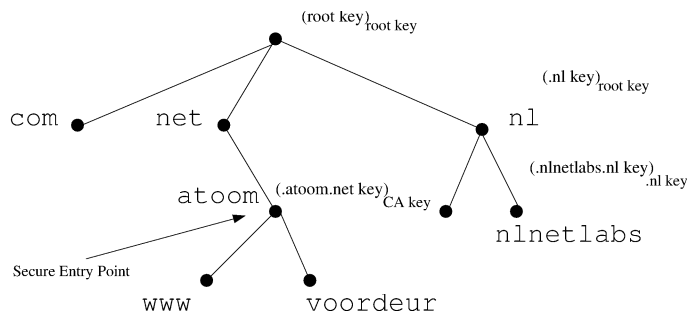 (root key)root key
(.nl key)root key
com
net
nl
(.nlnetlabs.nl key).nl key
atoom
(.atoom.net key)CA key
nlnetlabs
Secure Entry Point
www
voordeur